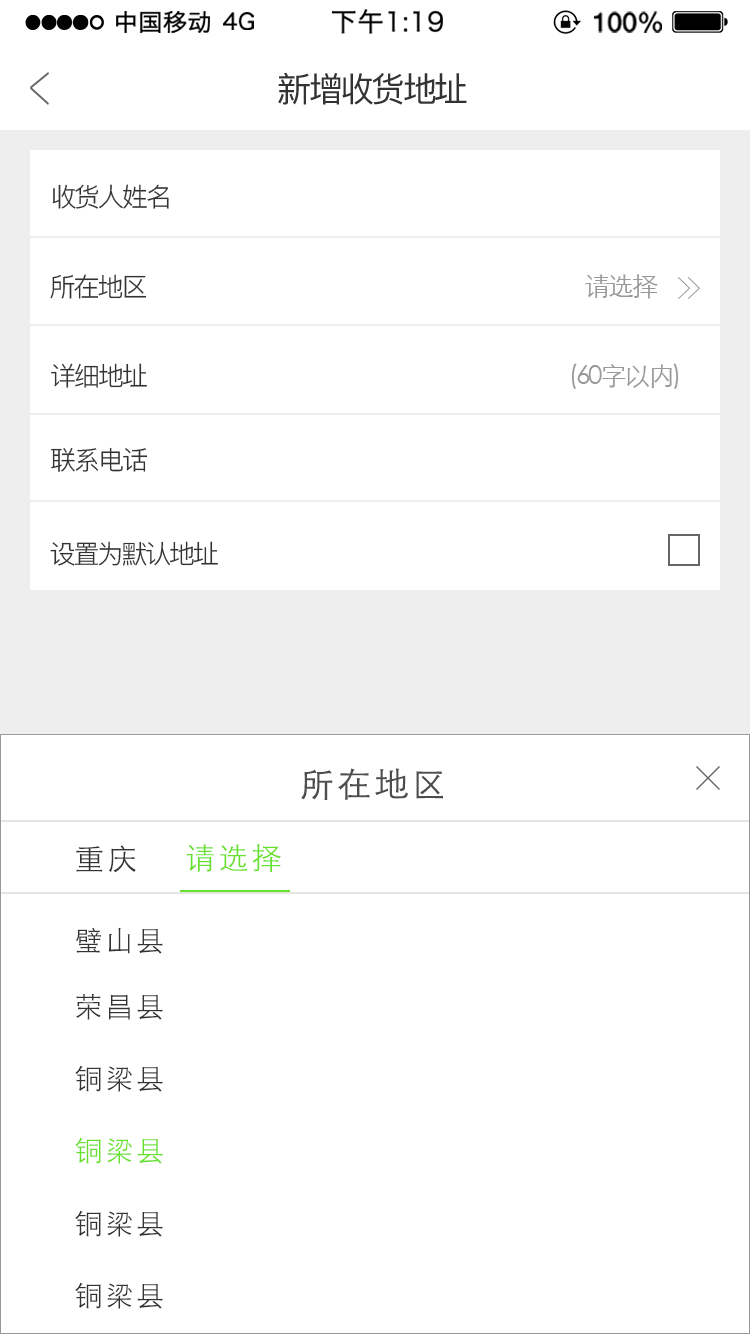 中国移动 4G 下午1:19 100%
新增收货地址
收货人姓名
所在地区 请选择
详细地址 (60字以内)
联系电话
设置为默认地址
所在地区
重庆 请选择
璧山县
荣昌县
铜梁县
铜梁县
铜梁县
铜梁县